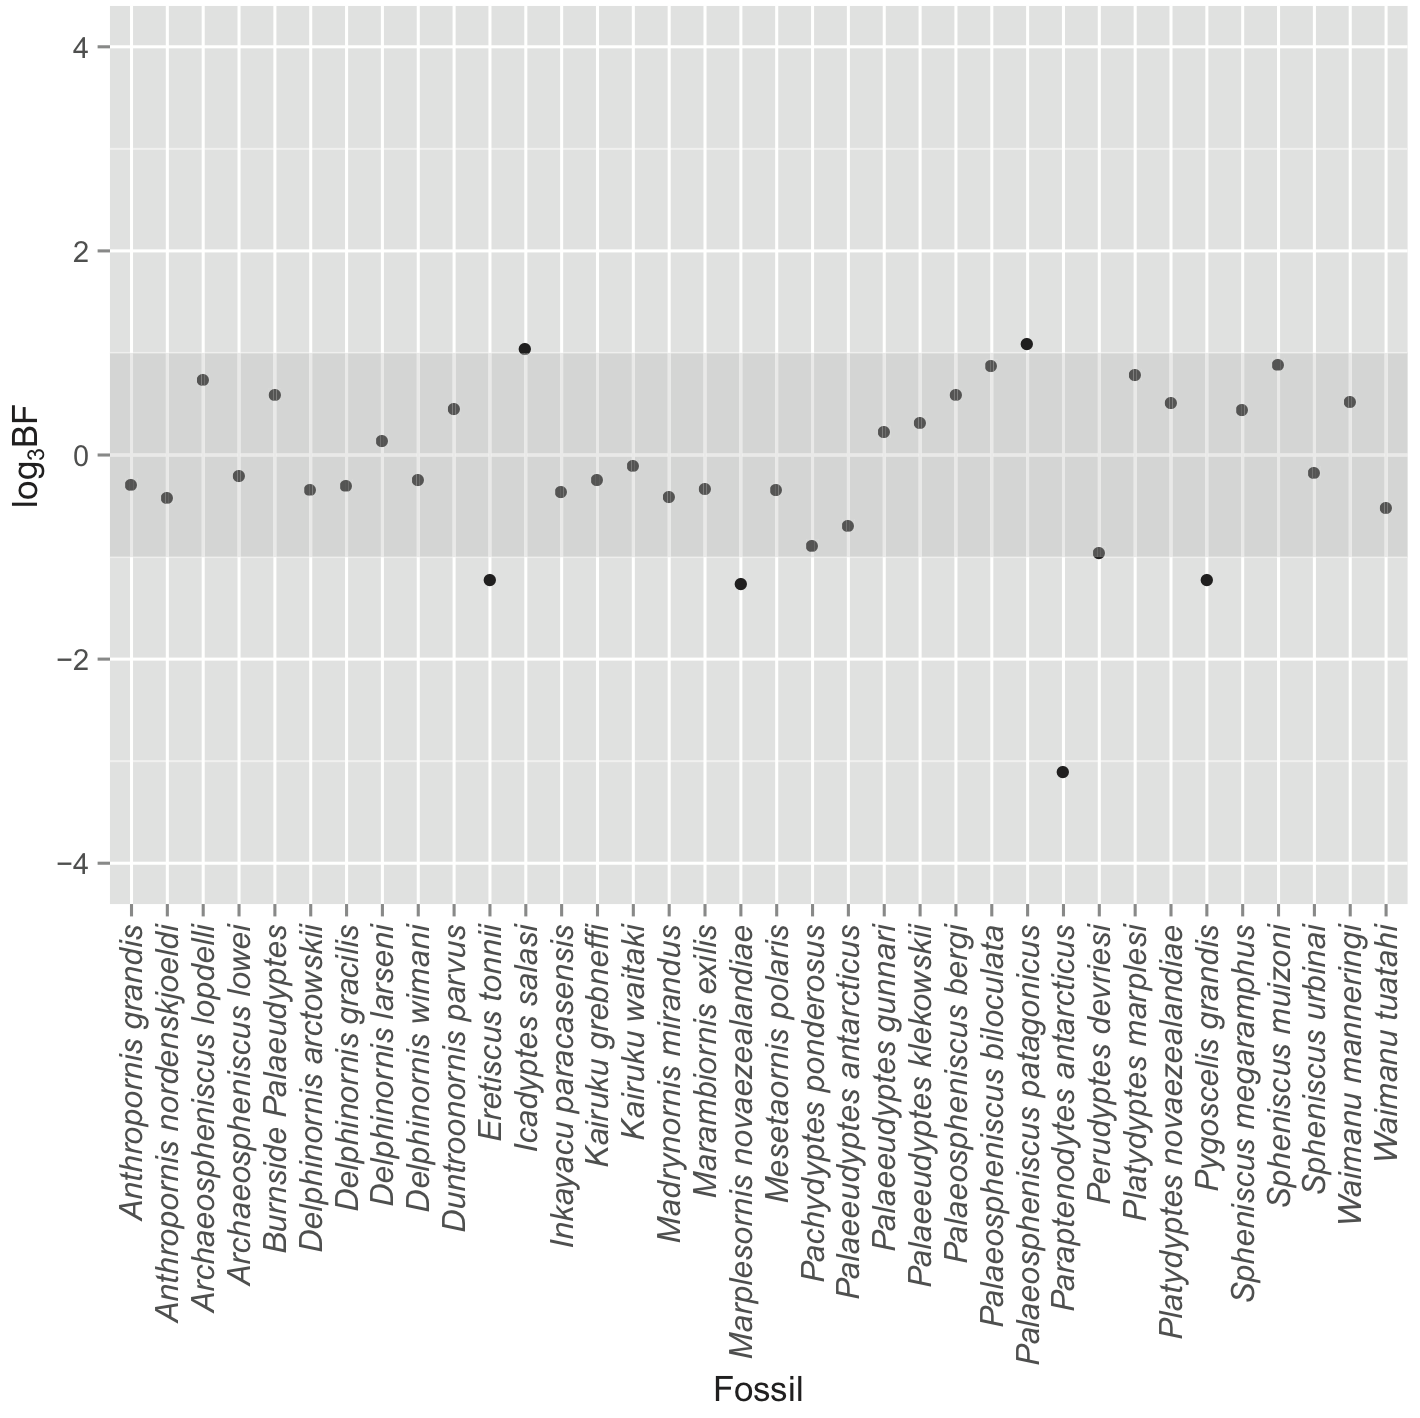 4
2
0
−2
−4
log₃BF
Anthropornis grandis
Anthropornis nordenskjoeldi
Archaeospheniscus lopdelli
Archaeospheniscus lowei
Burnside Palaeudyptes
Delphinornis arctowskii
Delphinornis gracilis
Delphinornis larseni
Delphinornis wimani
Duntroonornis parvus
Eretiscus tonnii
Icadyptes salasi
Inkayacu paracasensis
Kairuku grebneffi
Kairuku waitaki
Madrynornis mirandus
Marambiornis exilis
Marplesornis novaezealandiae
Mesetaornis polaris
Pachydyptes ponderosus
Palaeeudyptes antarcticus
Palaeeudyptes gunnari
Palaeeudyptes klekowskii
Palaeospheniscus bergi
Palaeospheniscus biloculata
Palaeospheniscus patagonicus
Paraptenodytes antarcticus
Perudyptes devriesi
Platydyptes marplesi
Platydyptes novaezealandiae
Pygoscelis grandis
Spheniscus megaramphus
Spheniscus muizoni
Spheniscus urbinai
Waimanu manneringi
Waimanu tuatahi
Fossil